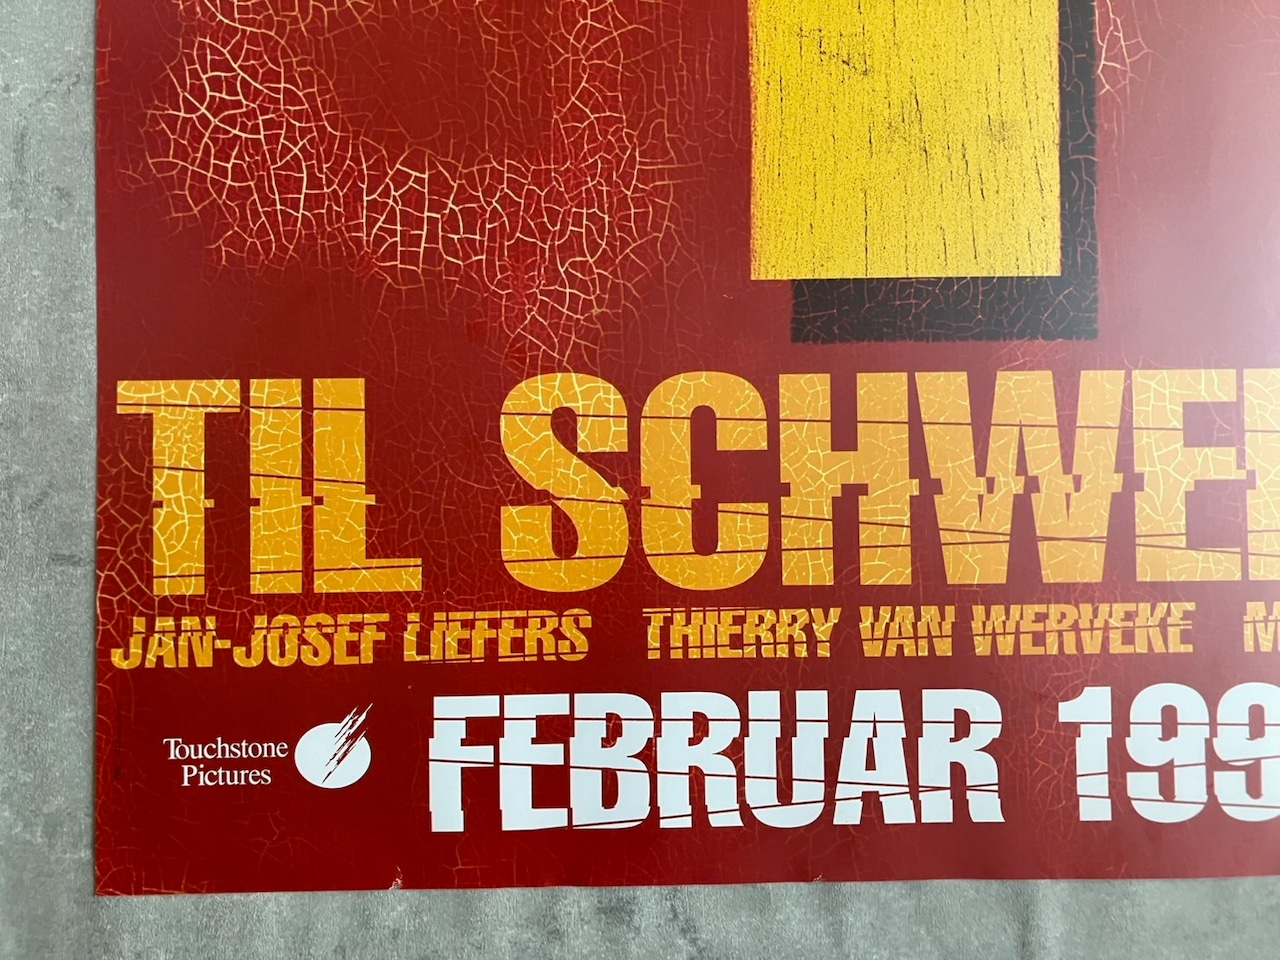 TIL SCHWE
JAN-JOSEF LIEFERS THIERRY VAN WERVEKE M
Touchstone
Pictures
FEBRUAR 199